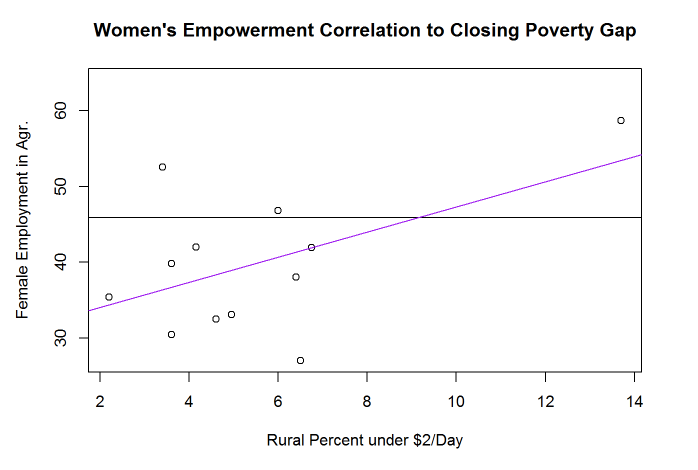 Women's Empowerment Correlation to Closing Poverty Gap
Female Employment in Agr.
60
50
40
30
2 4 6 8 10 12 14
Rural Percent under $2/Day